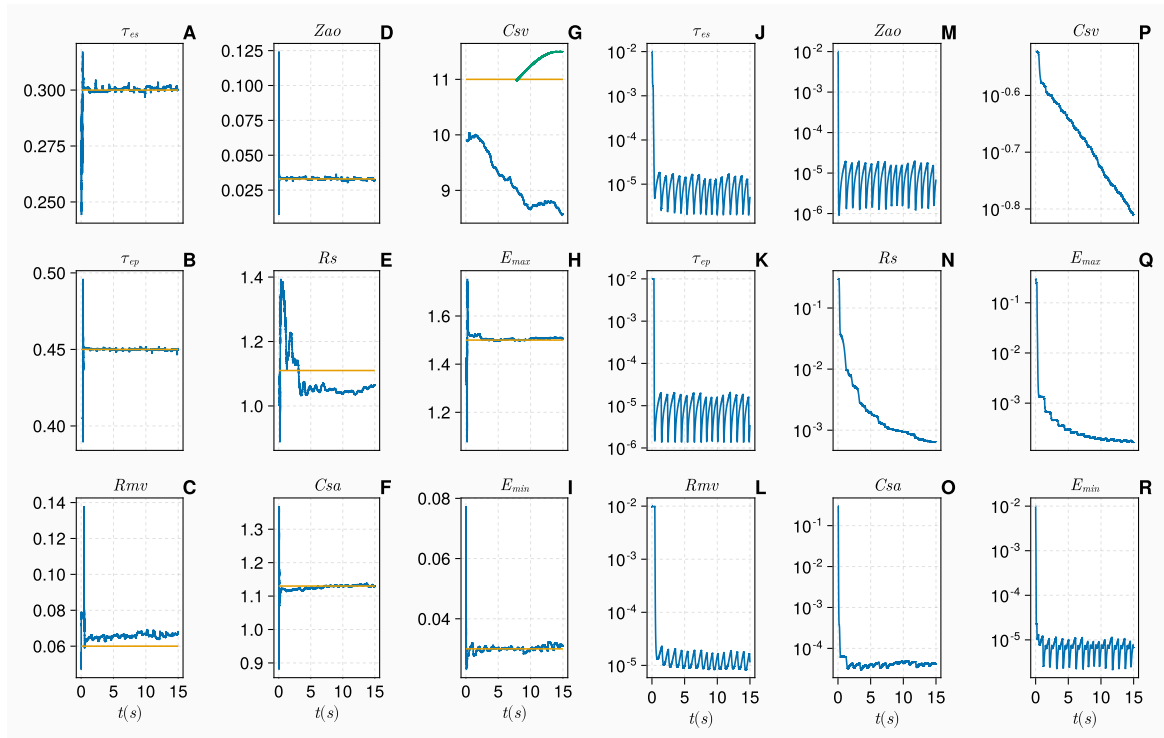 τes A
0.300
0.275
0.250
Zao D
0.125
0.100
0.075
0.050
0.025
Csv G
11
10
9
τes J
10-2
10-3
10-4
10-5
Zao M
10-2
10-3
10-4
10-5
10-6
Csv P
10-0.6
10-0.7
10-0.8
τep B
0.50
0.45
0.40
Rs E
1.4
1.2
1.0
Emax H
1.6
1.4
1.2
τep K
10-2
10-3
10-4
10-5
10-6
Rs N
10-1
10-2
10-3
Emax Q
10-1
10-2
10-3
Rmv C
0.14
0.12
0.10
0.08
0.06
0 5 10 15
t(s)
Csa F
1.3
1.2
1.1
1.0
0.9
0 5 10 15
t(s)
Emin I
0.08
0.06
0.04
0 5 10 15
t(s)
Rmv L
10-2
10-3
10-4
10-5
0 5 10 15
t(s)
Csa O
10-1
10-2
10-3
10-4
0 5 10 15
t(s)
Emin R
10-2
10-3
10-4
10-5
0 5 10 15
t(s)